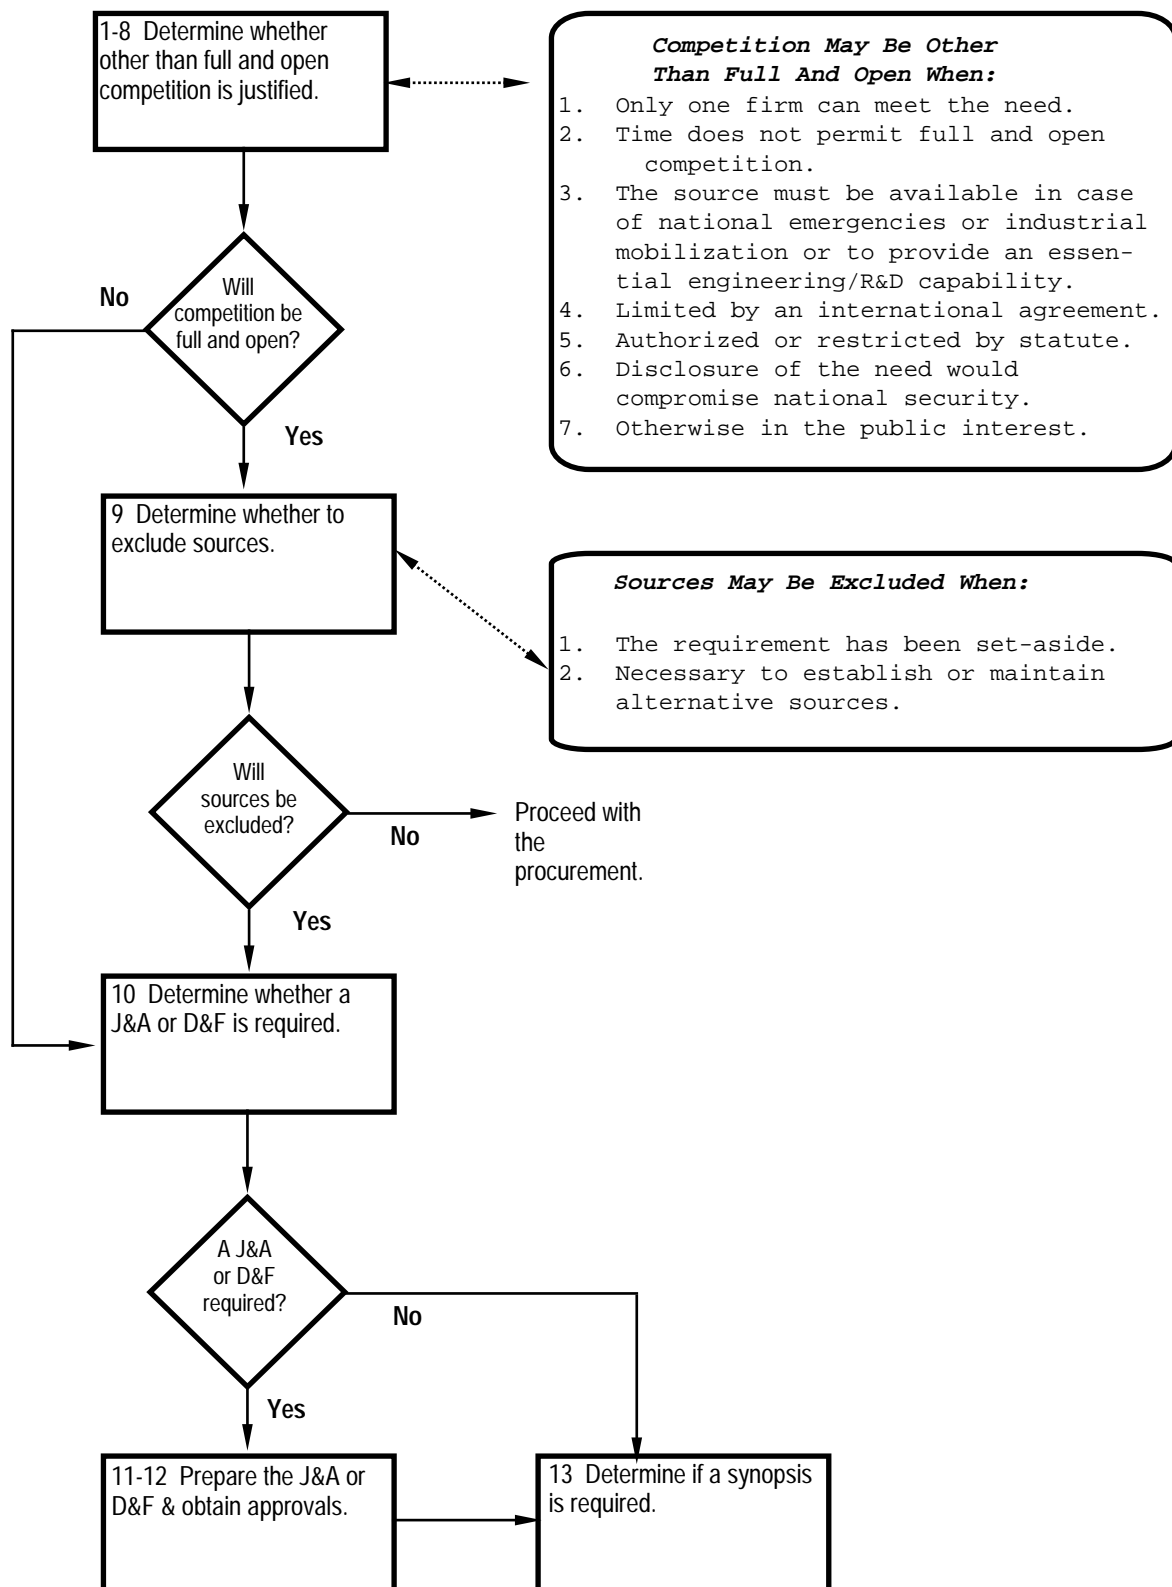 1-8 Determine whether
other than full and open
competition is justified.
Competition May Be Other
Than Full And Open When:
1. Only one firm can meet the need.
2. Time does not permit full and open
competition.
3. The source must be available in case
of national emergencies or industrial
mobilization or to provide an essen-
tial engineering/R&D capability.
4. Limited by an international agreement.
5. Authorized or restricted by statute.
6. Disclosure of the need would
compromise national security.
7. Otherwise in the public interest.
Will
competition be
full and open?
No
Yes
9 Determine whether to
exclude sources.
Sources May Be Excluded When:
1. The requirement has been set-aside.
2. Necessary to establish or maintain
alternative sources.
Will
sources be
excluded?
No
Proceed with
the
procurement.
Yes
10 Determine whether a
J&A or D&F is required.
A J&A
or D&F
required?
No
Yes
11-12 Prepare the J&A or
D&F & obtain approvals.
13 Determine if a synopsis
is required.